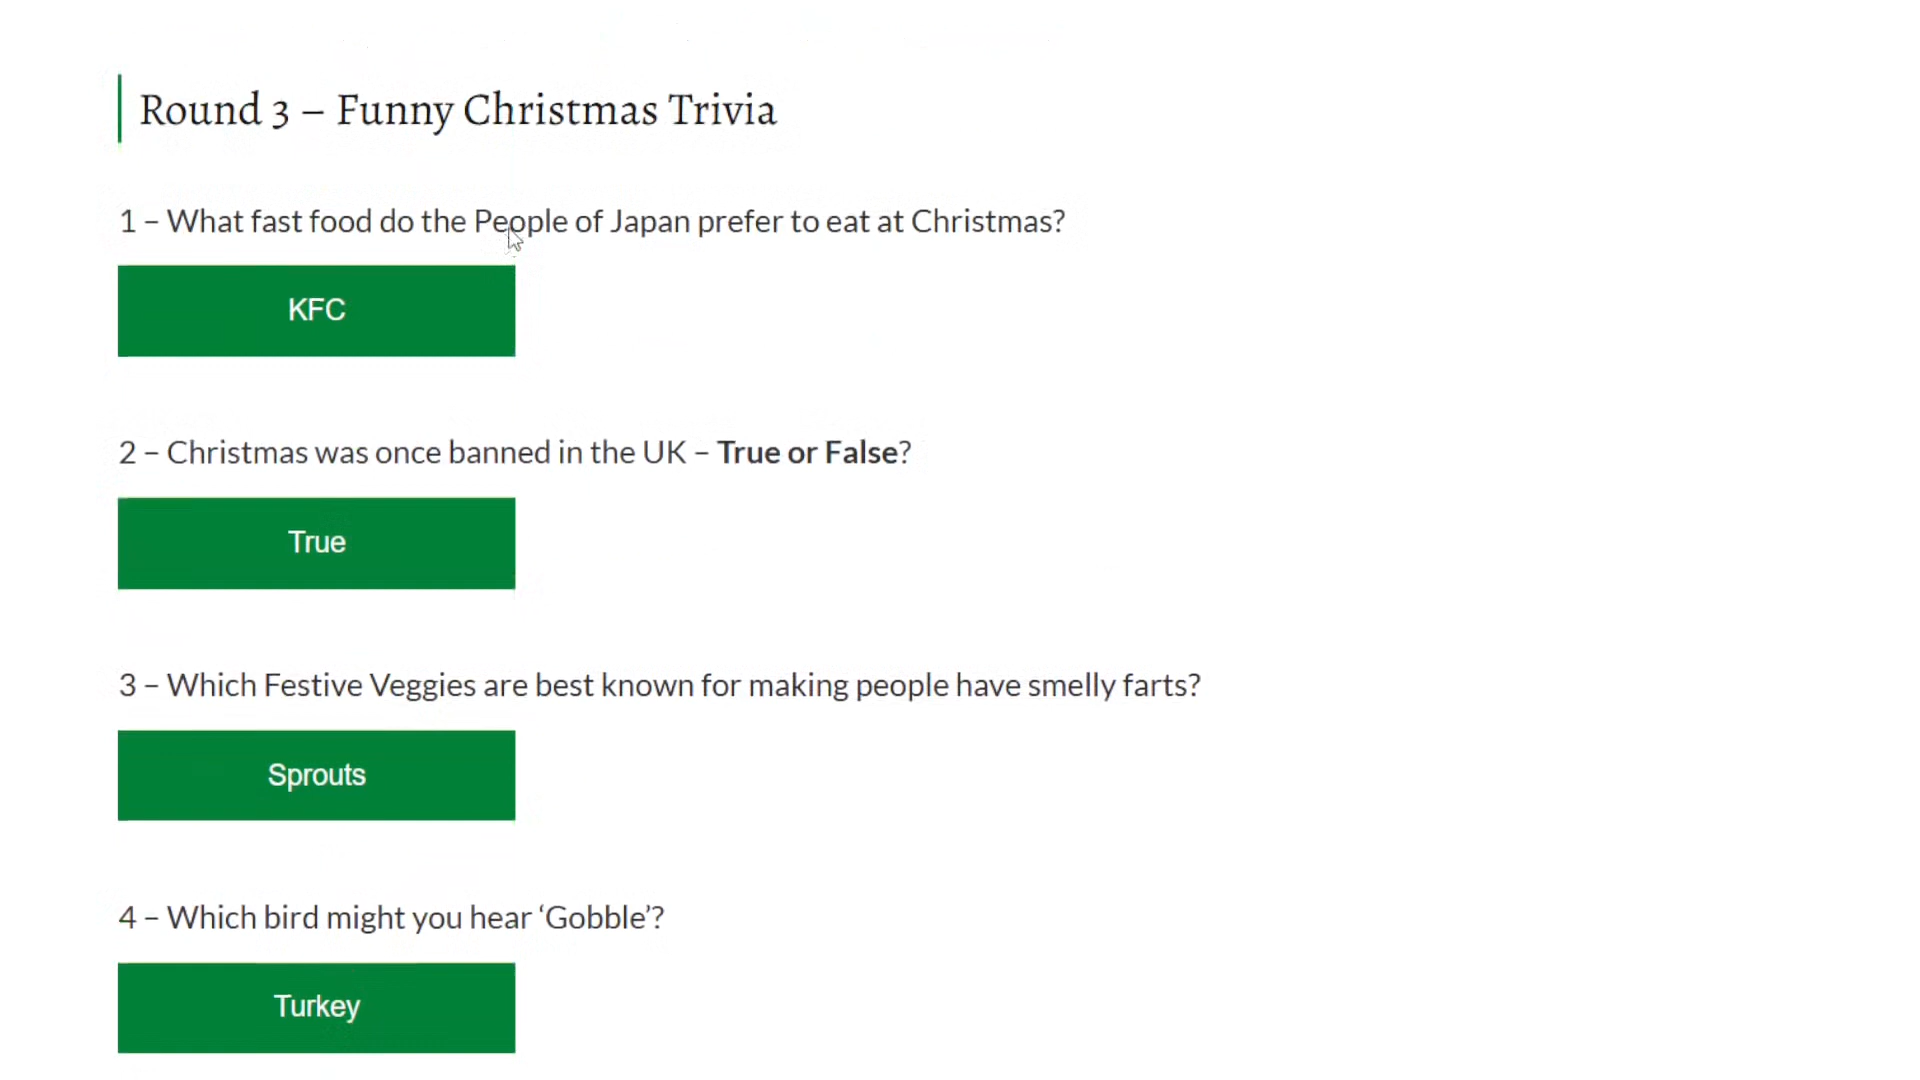 Round 3 – Funny Christmas Trivia
1 – What fast food do the People of Japan prefer to eat at Christmas?
KFC
2 – Christmas was once banned in the UK – True or False?
True
3 – Which Festive Veggies are best known for making people have smelly farts?
Sprouts
4 – Which bird might you hear ‘Gobble’?
Turkey